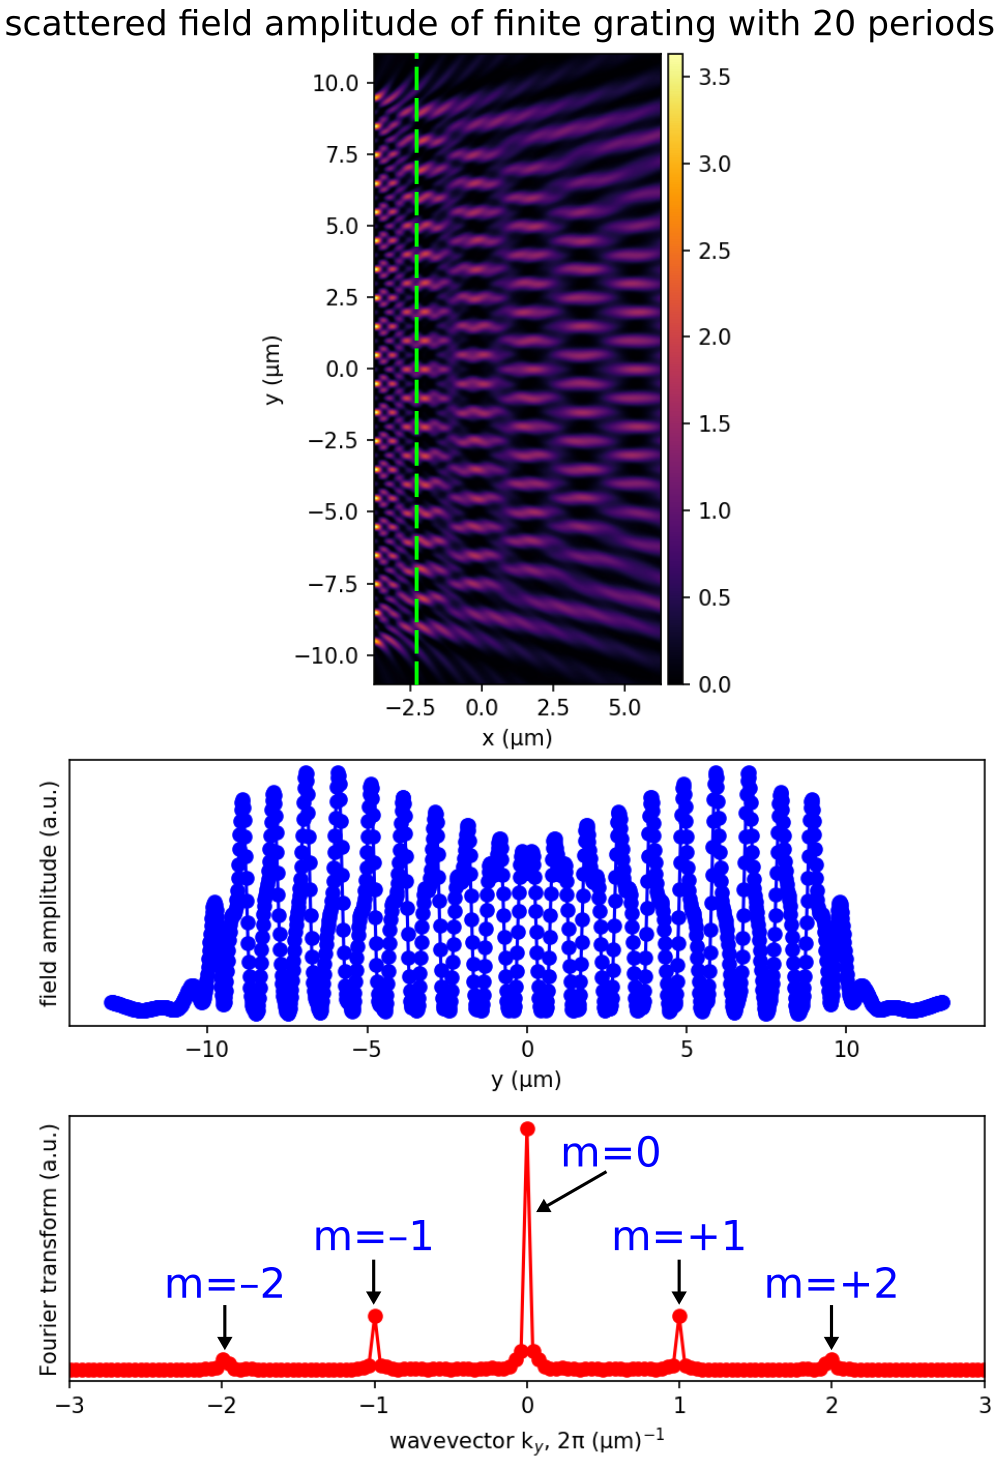 scattered field amplitude of finite grating with 20 periods
10.0
7.5
5.0
2.5
0.0
−2.5
−5.0
−7.5
−10.0
y (μm)
−2.5 0.0 2.5 5.0
x (μm)
3.5
3.0
2.5
2.0
1.5
1.0
0.5
0.0
field amplitude (a.u.)
−10 −5 0 5 10
y (μm)
Fourier transform (a.u.)
m=0
m=–1
m=+1
m=–2
m=+2
−3 −2 −1 0 1 2 3
wavevector kᵧ, 2π (μm)⁻¹